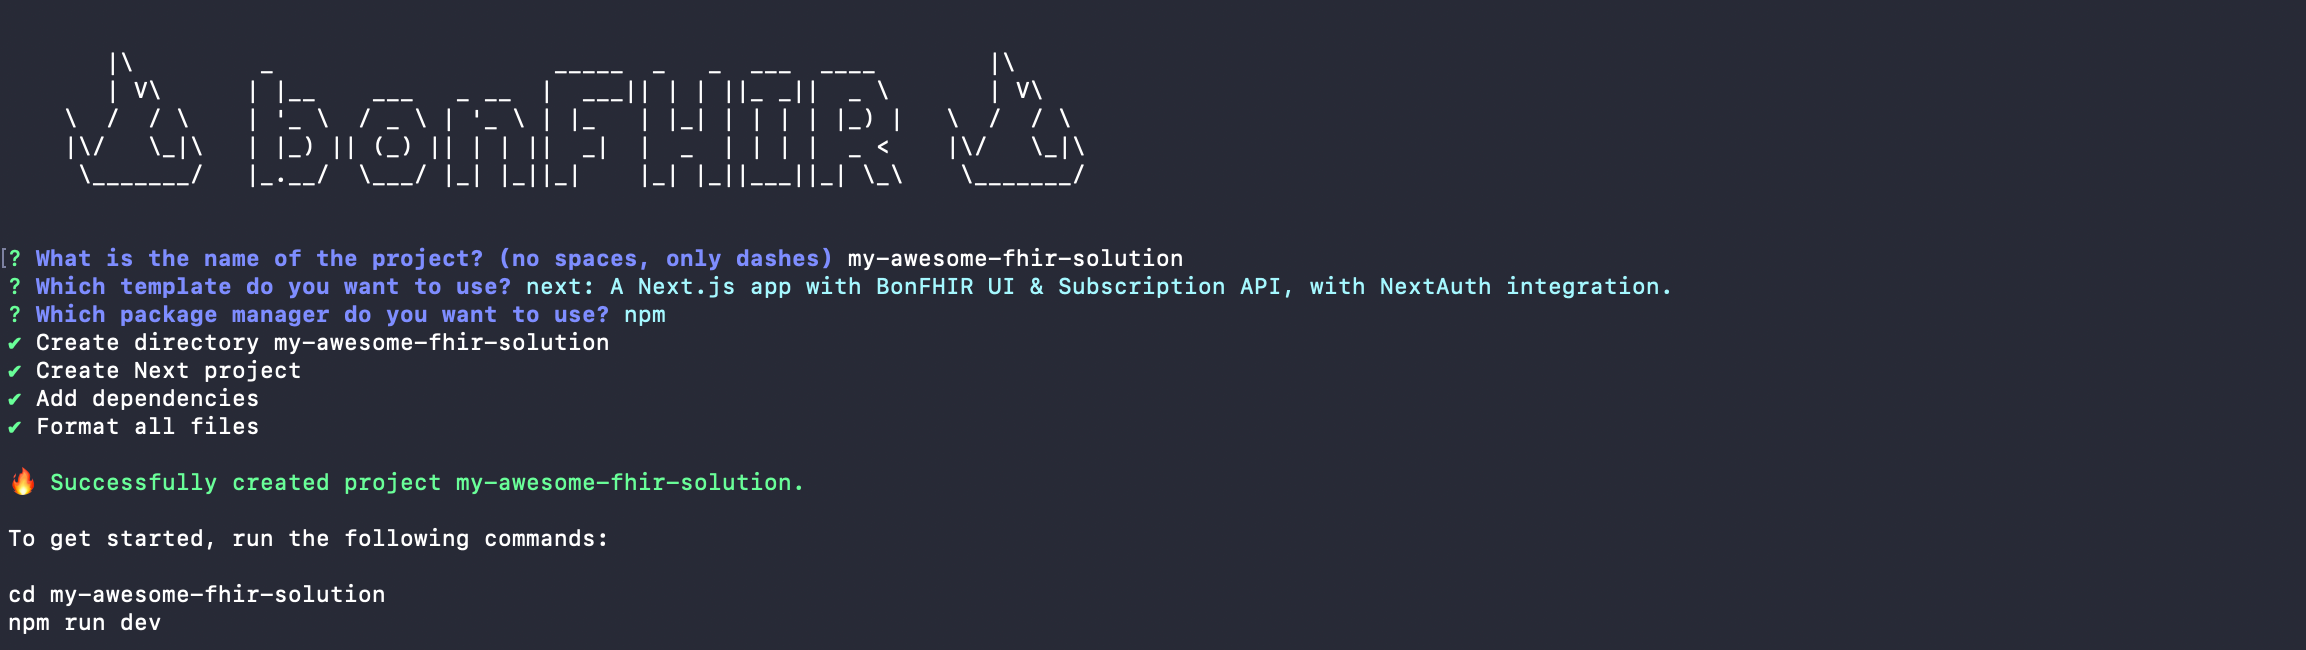 bonFHIR
[? What is the name of the project? (no spaces, only dashes) my-awesome-fhir-solution
? Which template do you want to use? next: A Next.js app with BonFHIR UI & Subscription API, with NextAuth integration.
? Which package manager do you want to use? npm
✔ Create directory my-awesome-fhir-solution
✔ Create Next project
✔ Add dependencies
✔ Format all files
🔥 Successfully created project my-awesome-fhir-solution.
To get started, run the following commands:
cd my-awesome-fhir-solution
npm run dev